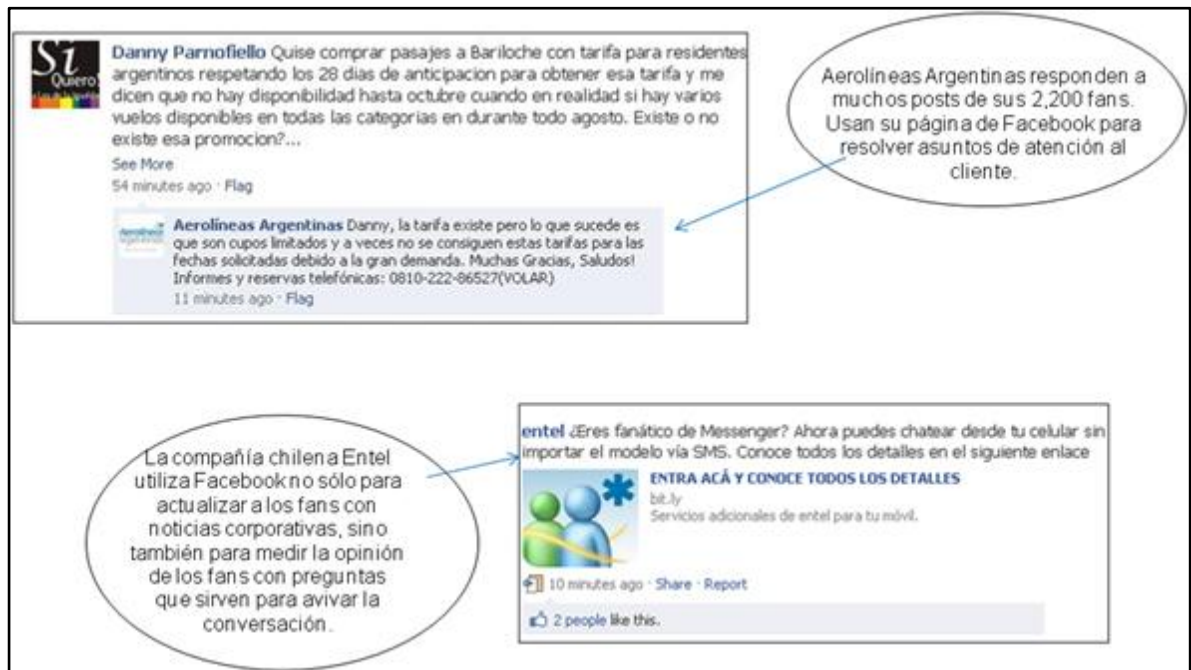 Sí
Quiero!
Danny Parnofiello Quise comprar pasajes a Bariloche con tarifa para residentes
argentinos respetando los 28 dias de anticipacion para obtener esa tarifa y me
dicen que no hay disponibilidad hasta octubre cuando en realidad si hay varios
vuelos disponibles en todas las categorias en durante todo agosto. Existe o no
existe esa promocion?...
See More
54 minutes ago · Flag
Aerolíneas Argentinas Danny, la tarifa existe pero lo que sucede es
que son cupos limitados y a veces no se consiguen estas tarifas para las
fechas solicitadas debido a la gran demanda. Muchas Gracias, Saludos!
Informes y reservas telefónicas: 0810-222-86527(VOLAR)
11 minutes ago · Flag
Aerolíneas Argentinas responden a
muchos posts de sus 2,200 fans.
Usan su página de Facebook para
resolver asuntos de atención al
cliente.
La compañía chilena Entel
utiliza Facebook no sólo para
actualizar a los fans con
noticias corporativas, sino
también para medir la opinión
de los fans con preguntas
que sirven para avivar la
conversación.
entel ¿Eres fanático de Messenger? Ahora puedes chatear desde tu celular sin
importar el modelo vía SMS. Conoce todos los detalles en el siguiente enlace
ENTRA ACÁ Y CONOCE TODOS LOS DETALLES
bit.ly
Servicios adicionales de entel para tu móvil.
10 minutes ago · Share · Report
2 people like this.